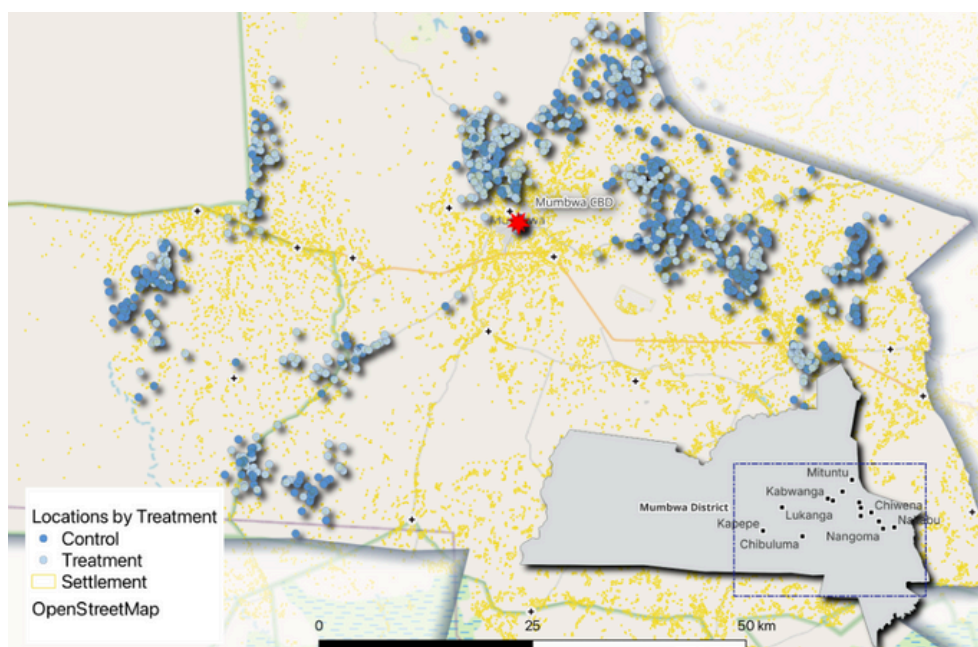 Mumbwa CBD
Locations by Treatment
Control
Treatment
Settlement
OpenStreetMap
0
25
50 km
Mumbwa District
Mituntu
Kabwanga
Chiwena
Lukanga
Kapepe
Nangoma
Chibuluma